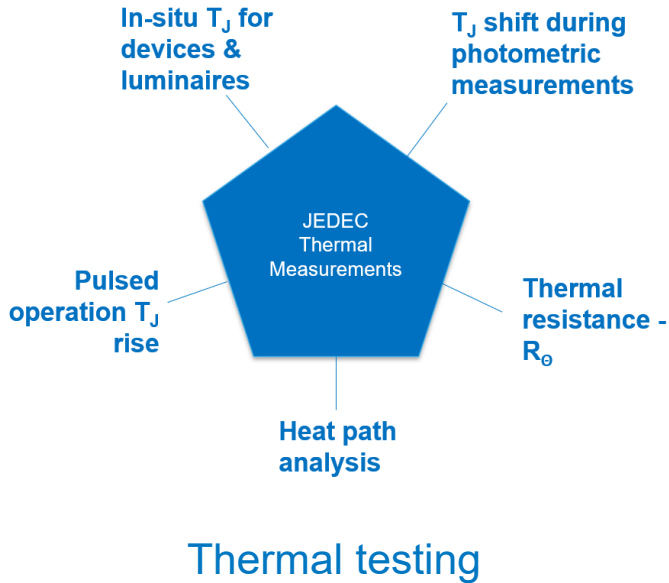 In-situ TJ for
devices &
luminaires
TJ shift during
photometric
measurements
JEDEC
Thermal
Measurements
Pulsed
operation TJ
rise
Thermal
resistance -
RΘ
Heat path
analysis
Thermal testing